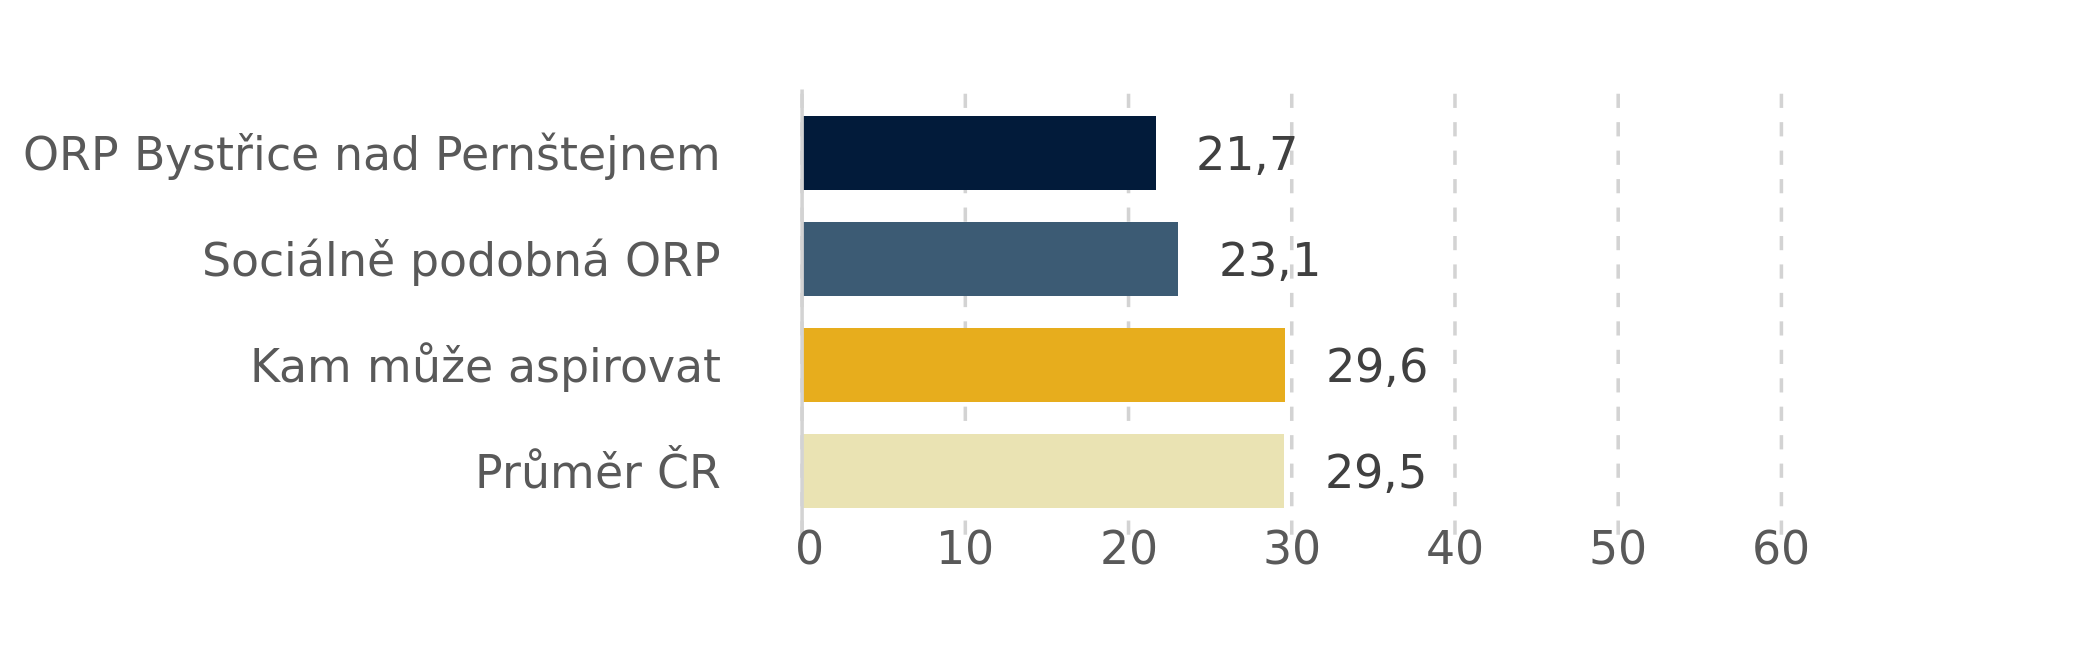 ORP Bystřice nad Pernštejnem 21,7
Sociálně podobná ORP 23,1
Kam může aspirovat 29,6
Průměr ČR 29,5
0 10 20 30 40 50 60